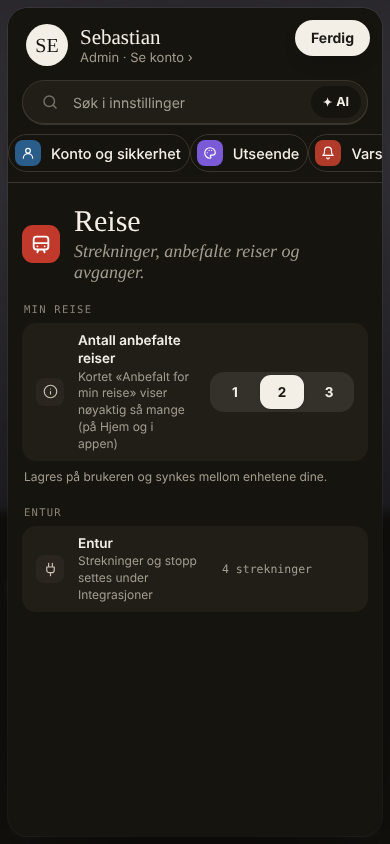 SE
Sebastian
Admin · Se konto ›
Ferdig
Søk i innstillinger
AI
Konto og sikkerhet
Utseende
Vars
Reise
Strekninger, anbefalte reiser og
avganger.
MIN REISE
Antall anbefalte
reiser
Kortet «Anbefalt for
min reise» viser
nøyaktig så mange
(på Hjem og i
appen)
1
2
3
Lagres på brukeren og synkes mellom enhetene dine.
ENTUR
Entur
Strekninger og stopp
settes under
Integrasjoner
4 strekninger